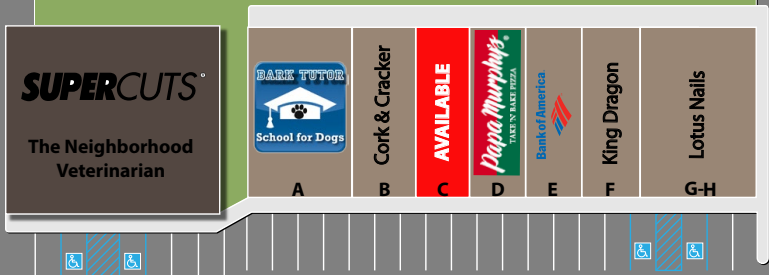 SUPERCUTS
The Neighborhood
Veterinarian
BARK TUTOR
School for Dogs
A
Cork & Cracker
B
AVAILABLE
C
Papa Murphy's
TAKE 'N' BAKE PIZZA
D
Bank of America
E
King Dragon
F
Lotus Nails
G-H